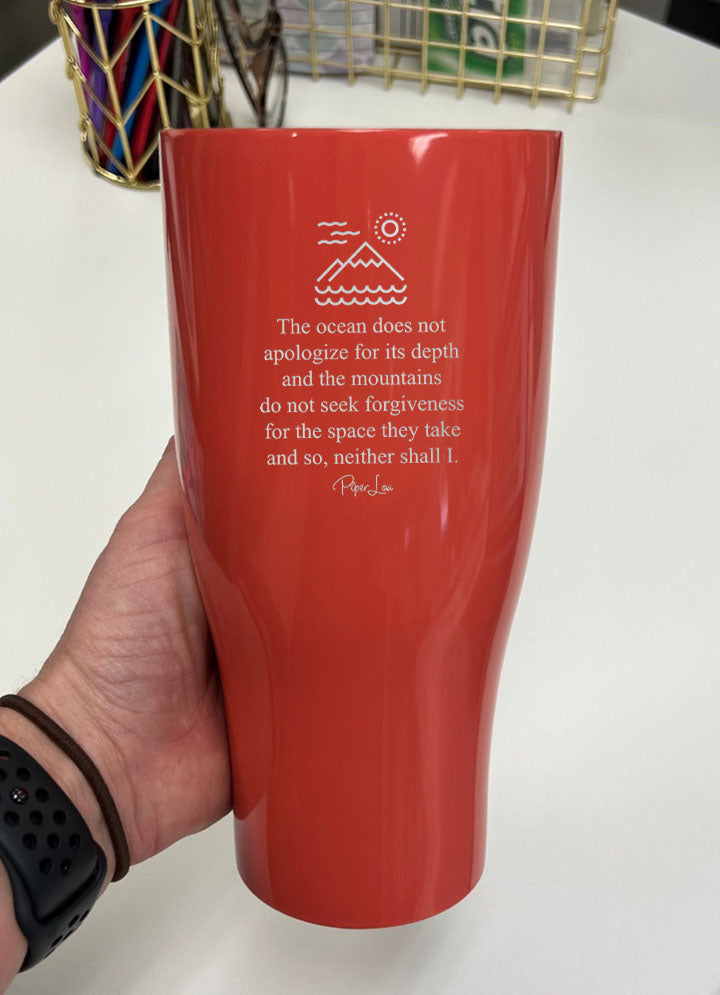 The ocean does not
apologize for its depth
and the mountains
do not seek forgiveness
for the space they take
and so, neither shall I.
Piper Lou